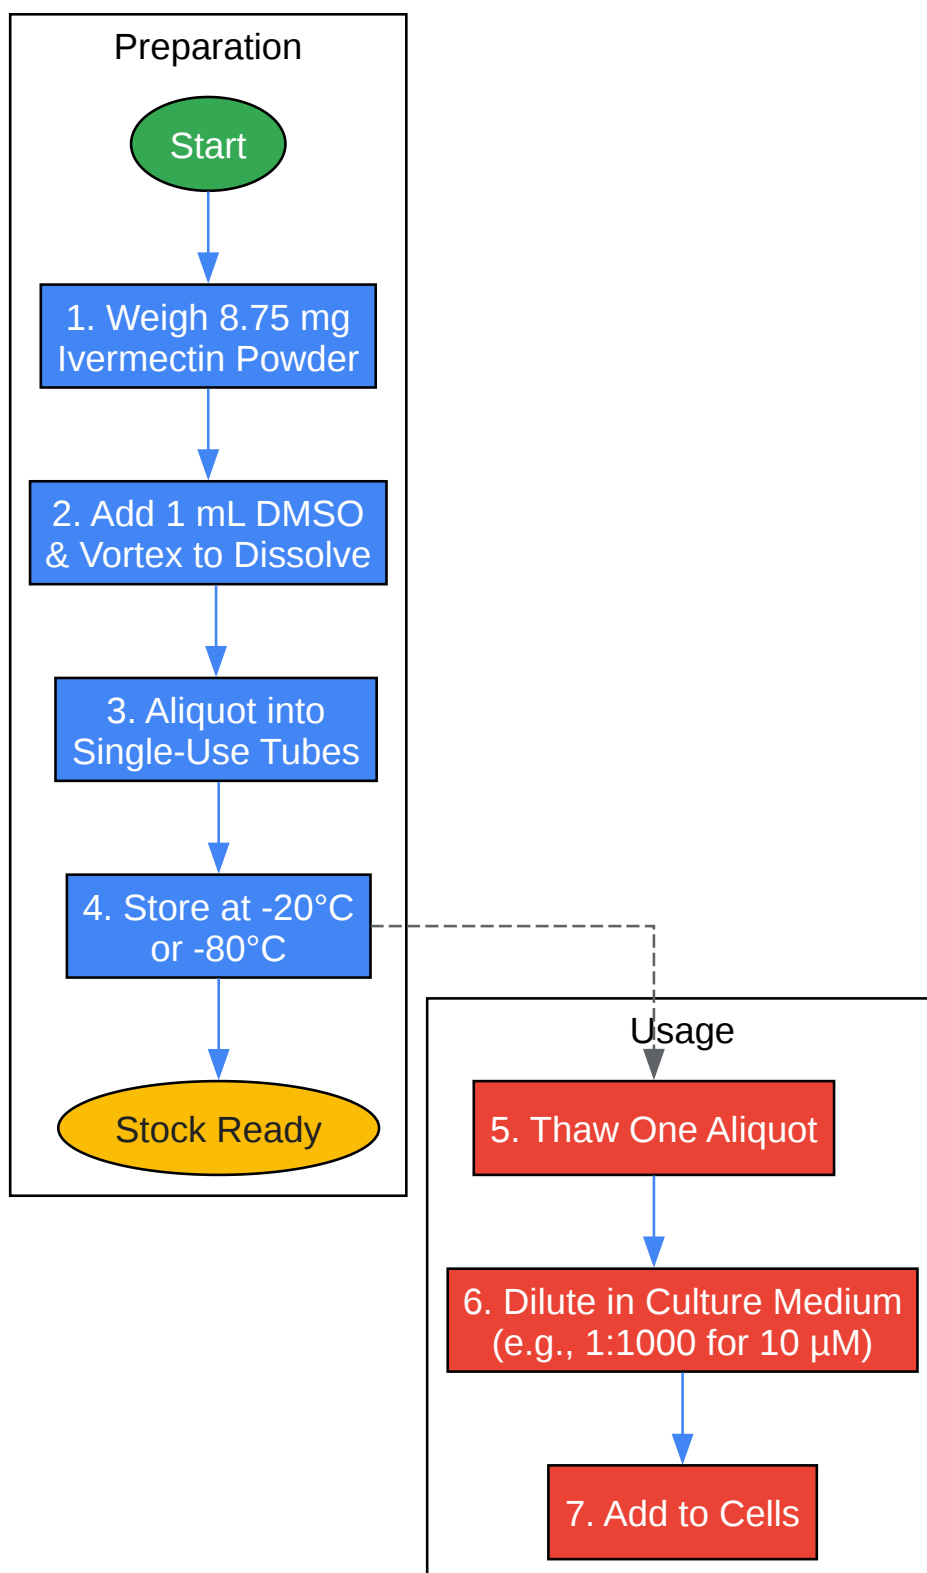 Preparation
Start
1. Weigh 8.75 mg
Ivermectin Powder
2. Add 1 mL DMSO
& Vortex to Dissolve
3. Aliquot into
Single-Use Tubes
4. Store at -20°C
or -80°C
Stock Ready
Usage
5. Thaw One Aliquot
6. Dilute in Culture Medium
(e.g., 1:1000 for 10 µM)
7. Add to Cells